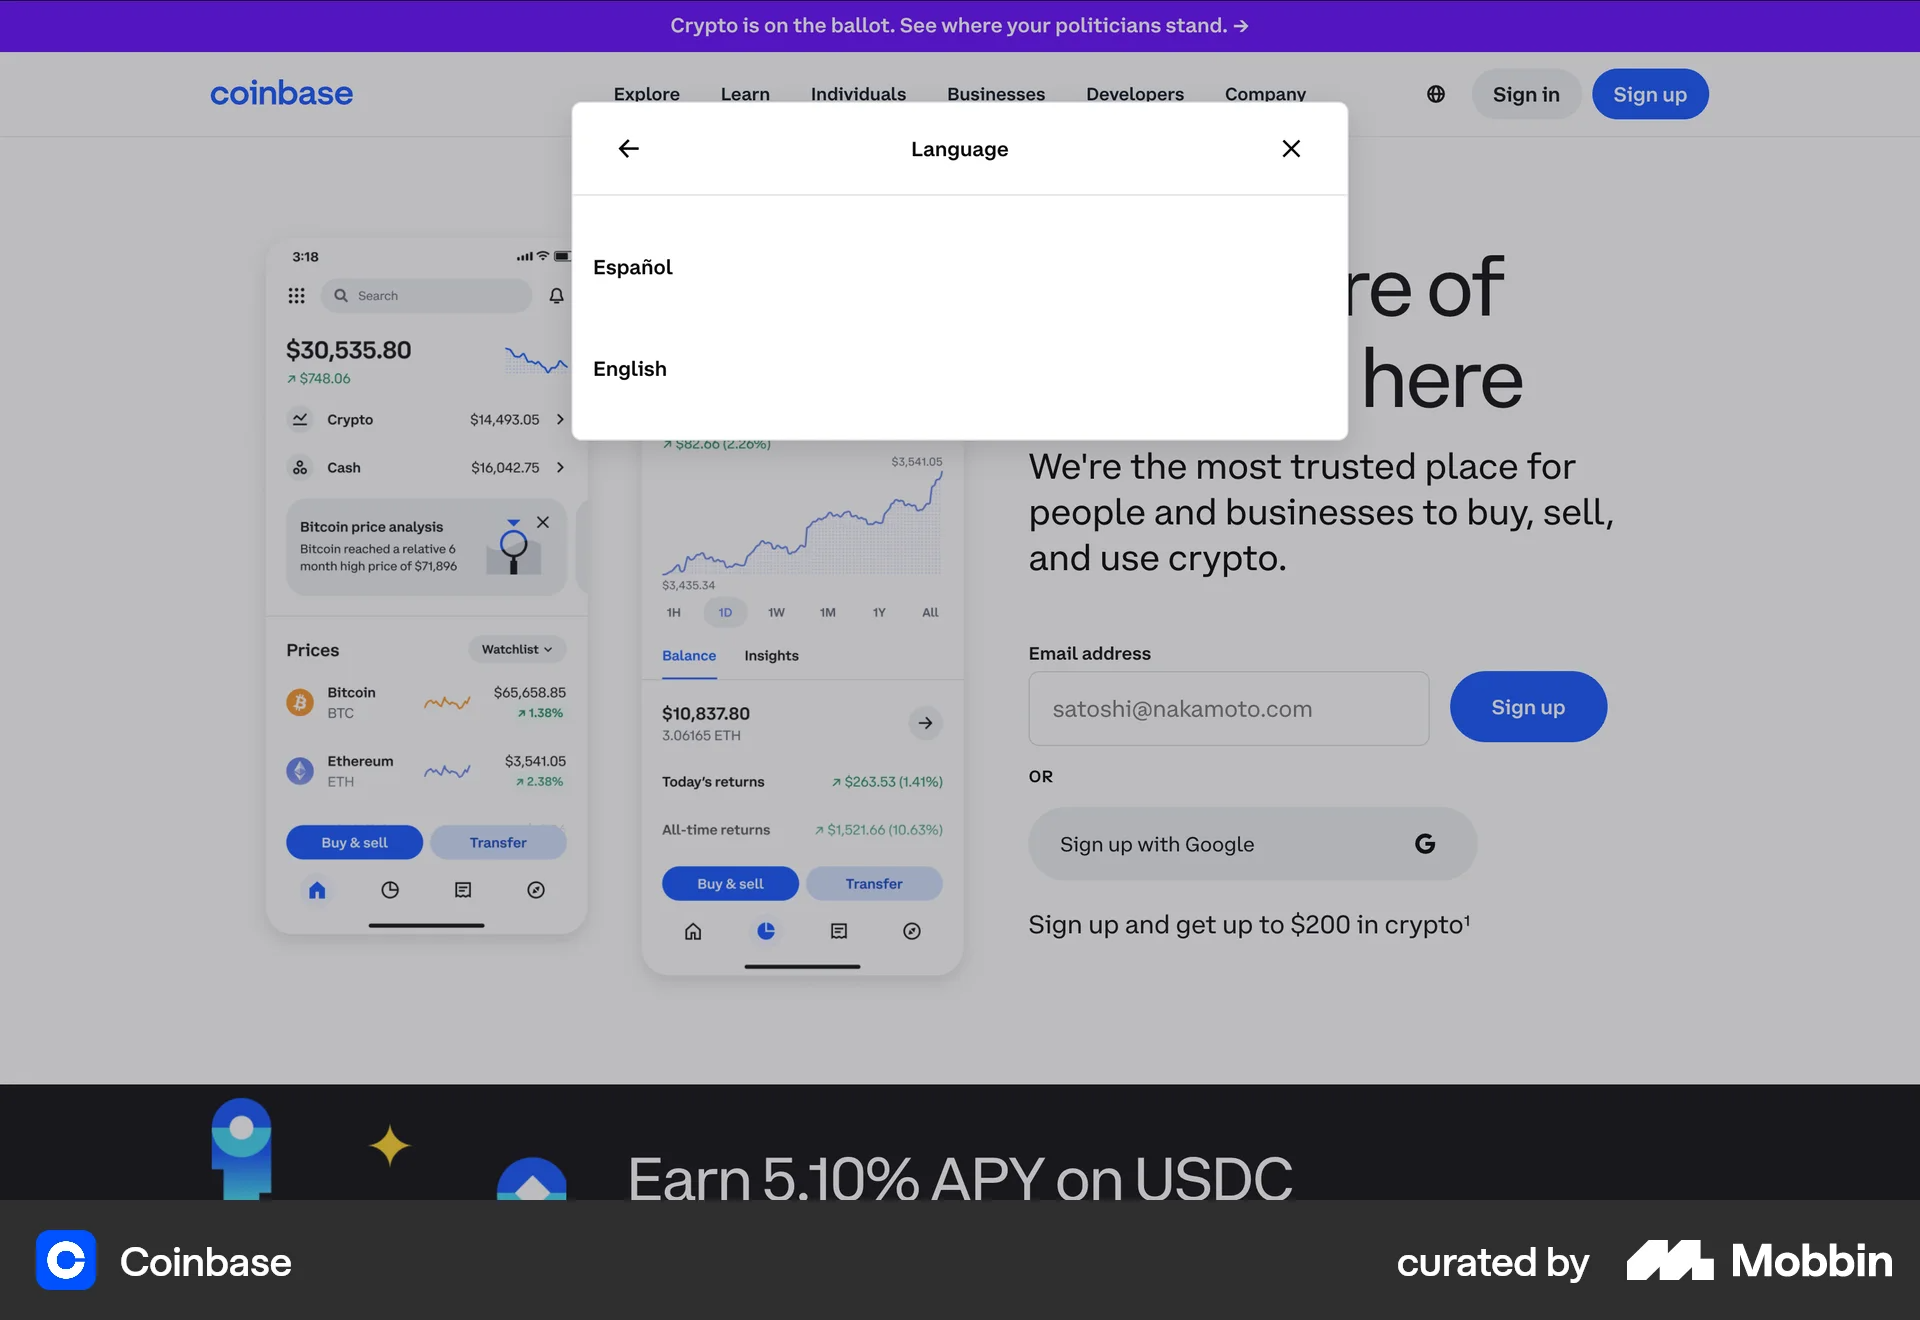 Crypto is on the ballot. See where your politicians stand. →
coinbase
Explore
Learn
Individuals
Businesses
Developers
Company
Sign in
Sign up
Language
Español
English
3:18
Search
$30,535.80
↗ $748.06
Crypto
$14,493.05
Cash
$16,042.75
Bitcoin price analysis
Bitcoin reached a relative 6
month high price of $71,896
Prices
Watchlist
Bitcoin
BTC
$65,658.85
↗ 1.38%
Ethereum
ETH
$3,541.05
↗ 2.38%
Buy & sell
Transfer
↗ $82.66 (2.26%)
$3,541.05
$3,435.34
1H
1D
1W
1M
1Y
All
Balance
Insights
$10,837.80
3.06165 ETH
Today's returns
↗ $263.53 (1.41%)
All-time returns
↗ $1,521.66 (10.63%)
Buy & sell
Transfer
re of
here
We're the most trusted place for
people and businesses to buy, sell,
and use crypto.
Email address
satoshi@nakamoto.com
Sign up
OR
Sign up with Google
Sign up and get up to $200 in crypto¹
Earn 5.10% APY on USDC
Coinbase
curated by
Mobbin